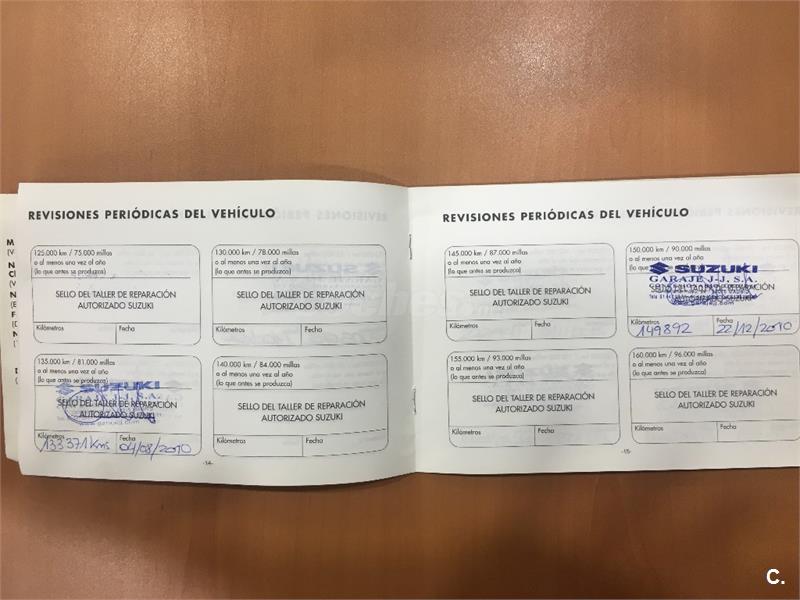 REVISIONES PERIÓDICAS DEL VEHÍCULO
125.000 km / 75.000 millas
o al menos una vez al año
(lo que antes se produzca)
SELLO DEL TALLER DE REPARACIÓN
AUTORIZADO SUZUKI
Kilómetros Fecha
130.000 km / 78.000 millas
o al menos una vez al año
(lo que antes se produzca)
SELLO DEL TALLER DE REPARACIÓN
AUTORIZADO SUZUKI
Kilómetros Fecha
135.000 km / 81.000 millas
o al menos una vez al año
(lo que antes se produzca)
SUZUKI
SELLO DEL TALLER DE REPARACIÓN
AUTORIZADO SUZUKI
Kilómetros Fecha
133371 Kms 04/08/2010
140.000 km / 84.000 millas
o al menos una vez al año
(lo que antes se produzca)
SELLO DEL TALLER DE REPARACIÓN
AUTORIZADO SUZUKI
Kilómetros Fecha
-14-
REVISIONES PERIÓDICAS DEL VEHÍCULO
145.000 km / 87.000 millas
o al menos una vez al año
(lo que antes se produzca)
SELLO DEL TALLER DE REPARACIÓN
AUTORIZADO SUZUKI
Kilómetros Fecha
150.000 km / 90.000 millas
o al menos una vez al año
(lo que
SUZUKI
GARAJE J-J, S.A.
Kilómetros Fecha
149892 22/12/2010
155.000 km / 93.000 millas
o al menos una vez al año
(lo que antes se produzca)
SELLO DEL TALLER DE REPARACIÓN
AUTORIZADO SUZUKI
Kilómetros Fecha
160.000 km / 96.000 millas
o al menos una vez al año
(lo que antes se produzca)
SELLO DEL TALLER DE REPARACIÓN
AUTORIZADO SUZUKI
Kilómetros Fecha
-15-
C.